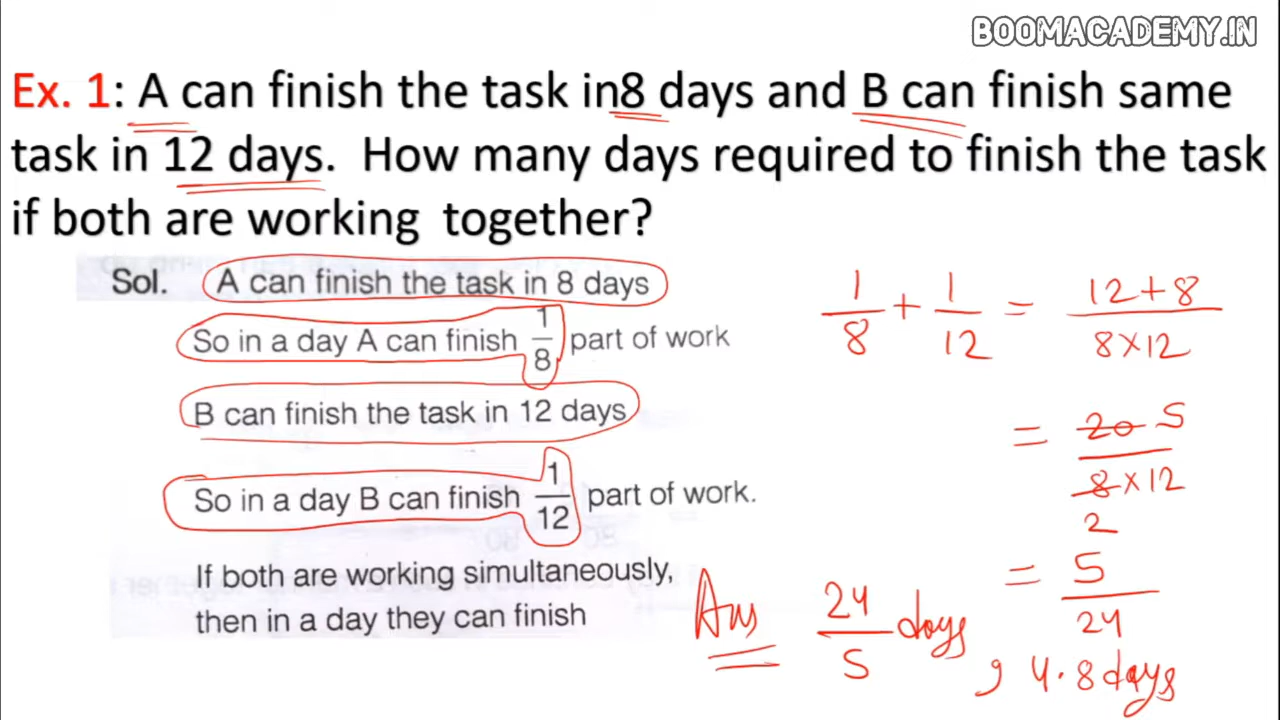 BOOMACADEMY.IN
Ex. 1: A can finish the task in8 days and B can finish same
task in 12 days.  How many days required to finish the task
if both are working  together?
Sol. A can finish the task in 8 days
So in a day A can finish 1/8 part of work
B can finish the task in 12 days
So in a day B can finish 1/12 part of work.
If both are working simultaneously,
then in a day they can finish
1/8 + 1/12 = 12+8/8×12
= 20 5/8×12 2
= 5/24
Ans 24/5 days, 4.8 days